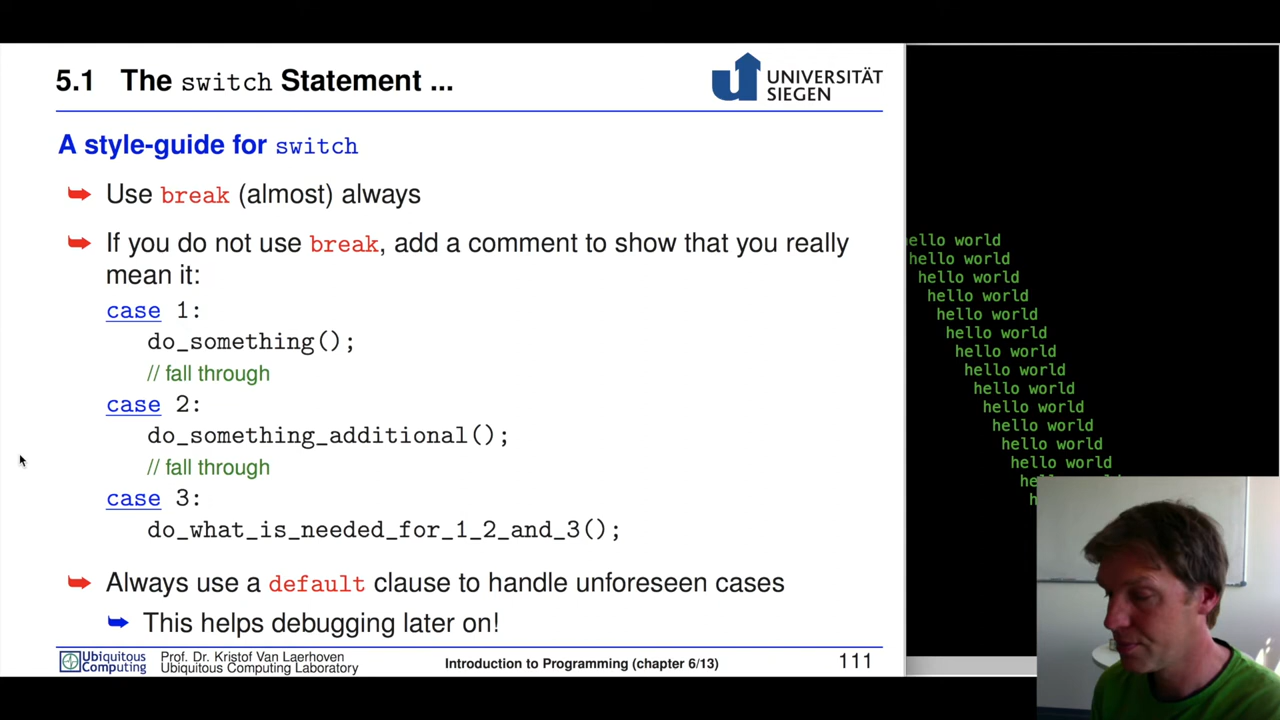 5.1 The switch Statement ...
UNIVERSITÄT
SIEGEN
A style-guide for switch
Use break (almost) always
If you do not use break, add a comment to show that you really
mean it:
case 1:
do_something();
// fall through
case 2:
do_something_additional();
// fall through
case 3:
do_what_is_needed_for_1_2_and_3();
Always use a default clause to handle unforeseen cases
This helps debugging later on!
Ubiquitous
Computing
Prof. Dr. Kristof Van Laerhoven
Ubiquitous Computing Laboratory
Introduction to Programming (chapter 6/13)
111
ello world
hello world
hello world
hello world
hello world
hello world
hello world
hello world
hello world
hello world
hello world
hello world
hello world
he
h